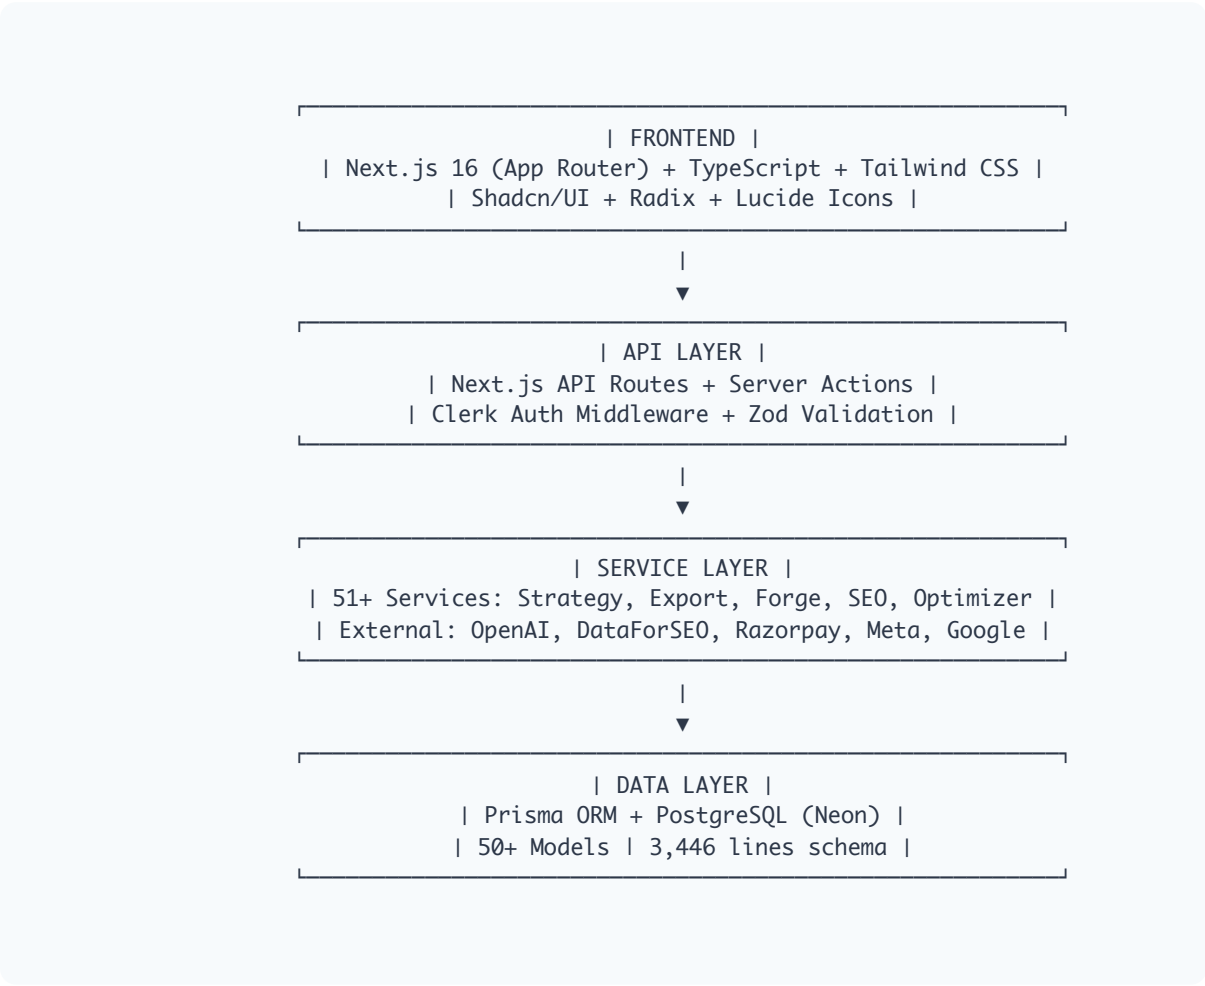 | FRONTEND |
| Next.js 16 (App Router) + TypeScript + Tailwind CSS |
| Shadcn/UI + Radix + Lucide Icons |
|
▼
| API LAYER |
| Next.js API Routes + Server Actions |
| Clerk Auth Middleware + Zod Validation |
|
▼
| SERVICE LAYER |
| 51+ Services: Strategy, Export, Forge, SEO, Optimizer |
| External: OpenAI, DataForSEO, Razorpay, Meta, Google |
|
▼
| DATA LAYER |
| Prisma ORM + PostgreSQL (Neon) |
| 50+ Models | 3,446 lines schema |